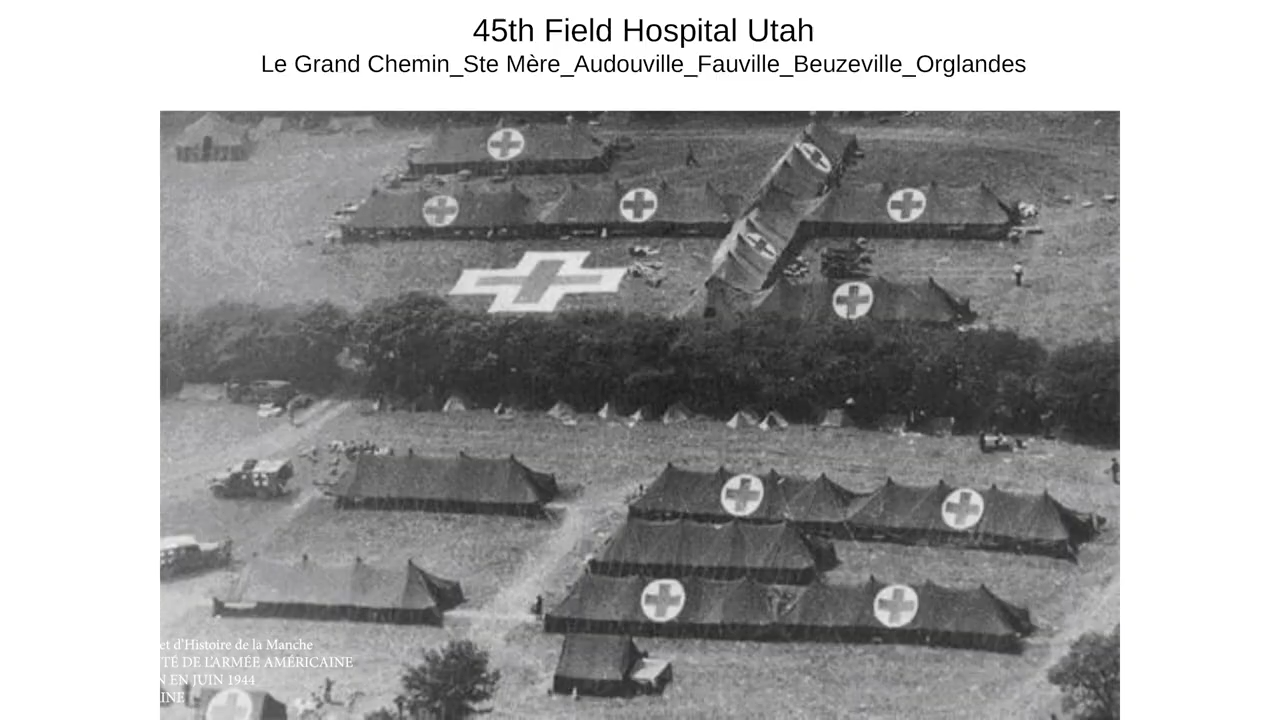 45th Field Hospital Utah
Le Grand Chemin_Ste Mère_Audouville_Fauville_Beuzeville_Orglandes
et d'Histoire de la Manche
TÉ DE L'ARMÉE AMÉRICAINE
N EN JUIN 1944
INE